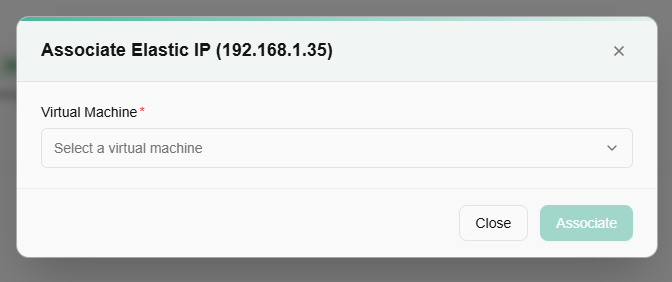 Associate Elastic IP (192.168.1.35)
Virtual Machine*
Select a virtual machine
Close
Associate